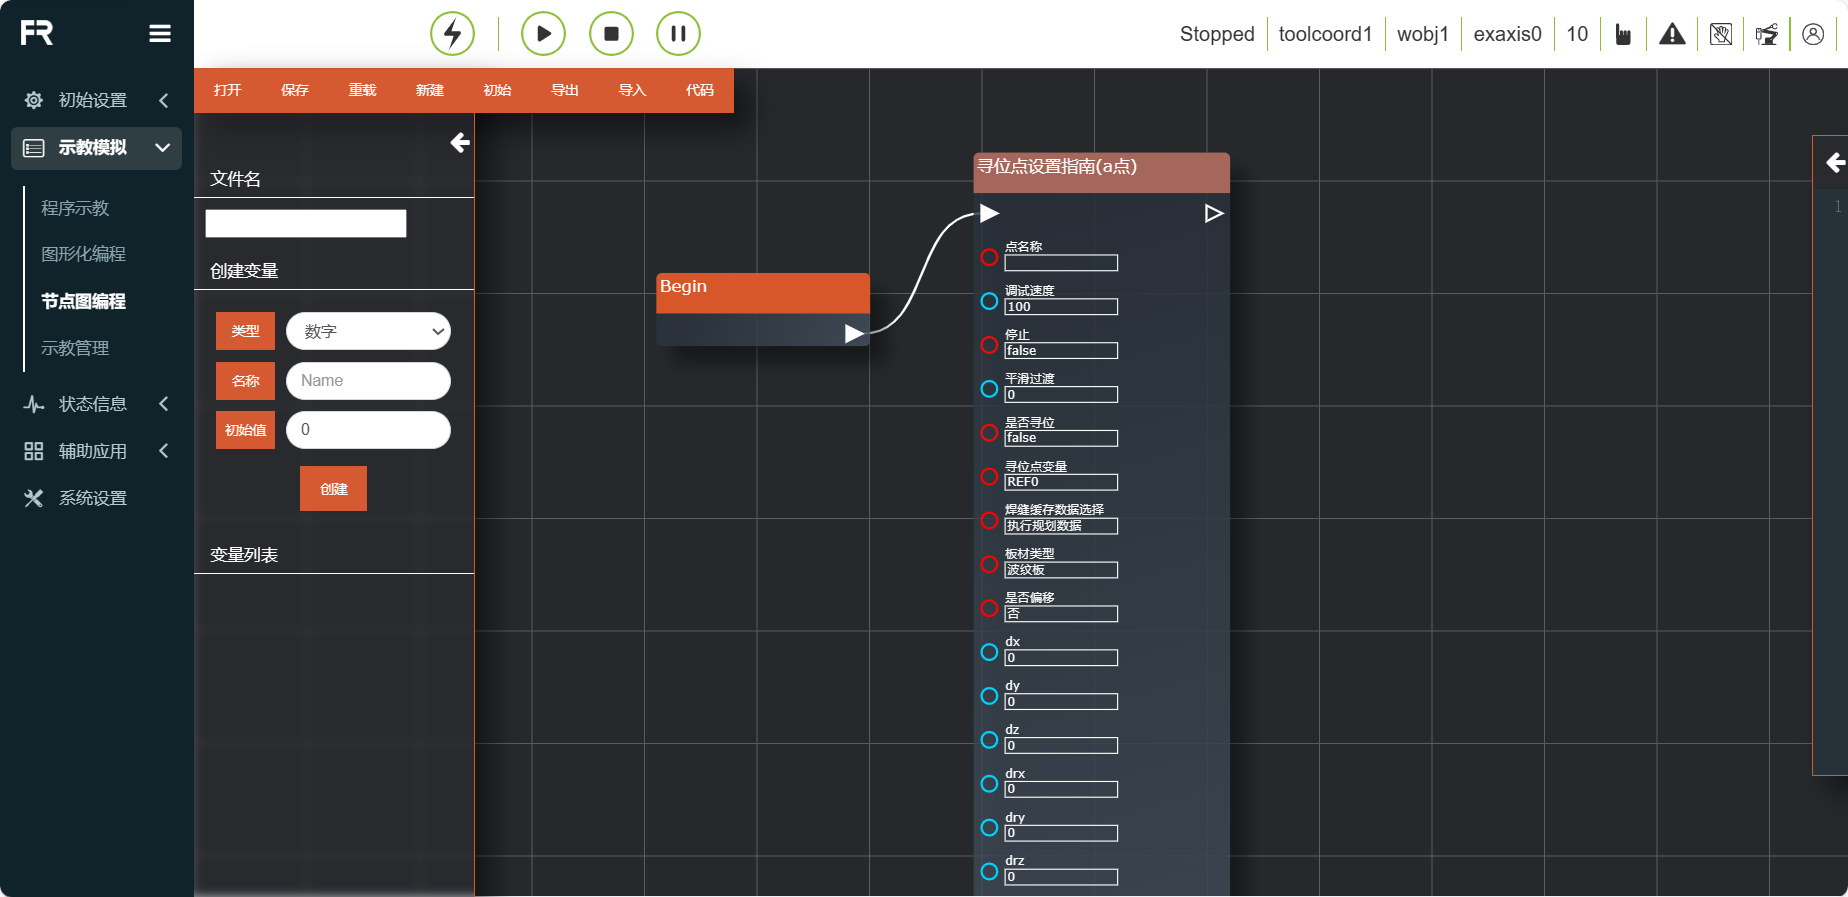 FR
Stopped
toolcoord1
wobj1
exaxis0
10
初始设置
示教模拟
程序示教
图形化编程
节点图编程
示教管理
状态信息
辅助应用
系统设置
打开
保存
重载
新建
初始
导出
导入
代码
文件名
创建变量
类型
数字
名称
Name
初始值
0
创建
变量列表
Begin
寻位点设置指南(a点)
点名称
调试速度
100
停止
false
平滑过渡
0
是否寻位
false
寻位点变量
REF0
焊缝缓存数据选择
执行规划数据
板材类型
波纹板
是否偏移
否
dx
0
dy
0
dz
0
drx
0
dry
0
drz
0
1